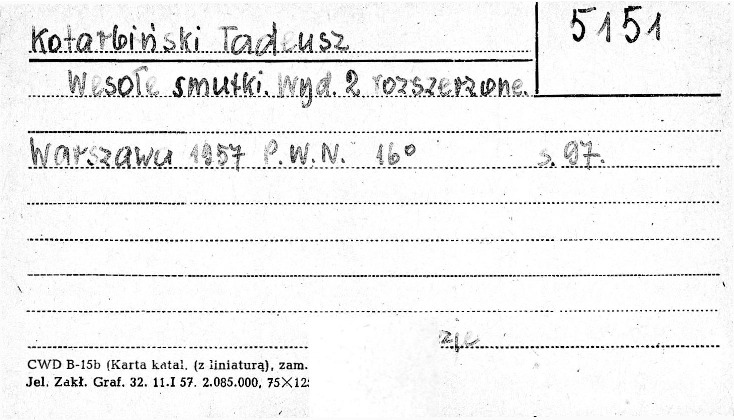 Kotarbiński Tadeusz
5151
Wesołe smutki. Wyd. 2 rozszerzone.
Warszawa 1957 P.W.N. 16° s. 97.
CWD B-15b (Karta katal. (z liniaturą), zam.
Jel. Zakł. Graf. 32. 11.I 57. 2.085.000, 75×12